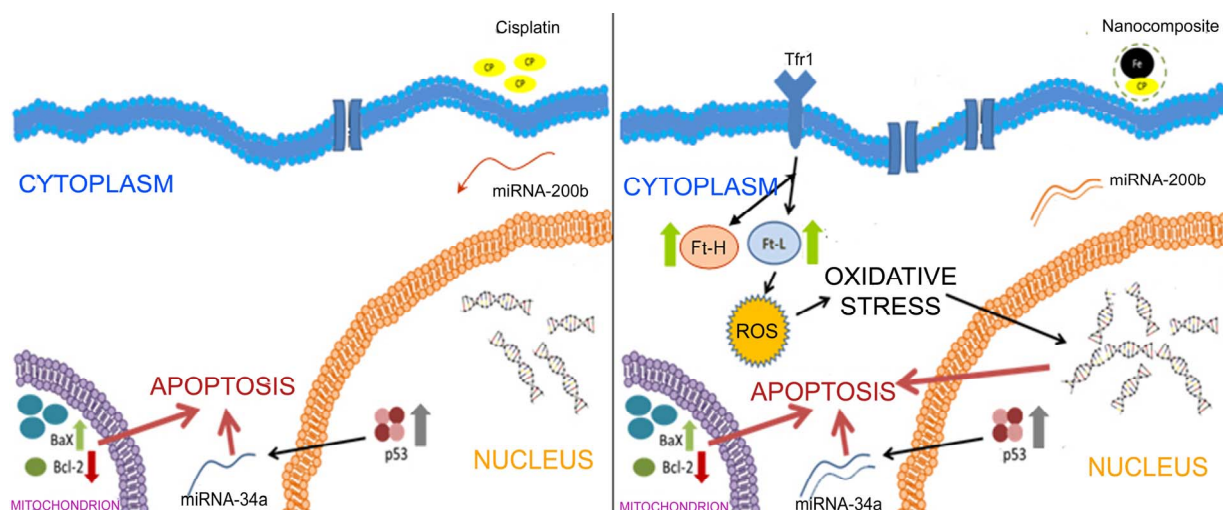 Cisplatin
CP
CP
CP
CYTOPLASM
miRNA-200b
APOPTOSIS
BaX
Bcl-2
p53
miRNA-34a
MITOCHONDRION
NUCLEUS
Nanocomposite
Tfr1
Fe
CP
CYTOPLASM
miRNA-200b
Ft-H
Ft-L
OXIDATIVE
STRESS
ROS
APOPTOSIS
BaX
Bcl-2
p53
miRNA-34a
MITOCHONDRION
NUCLEUS